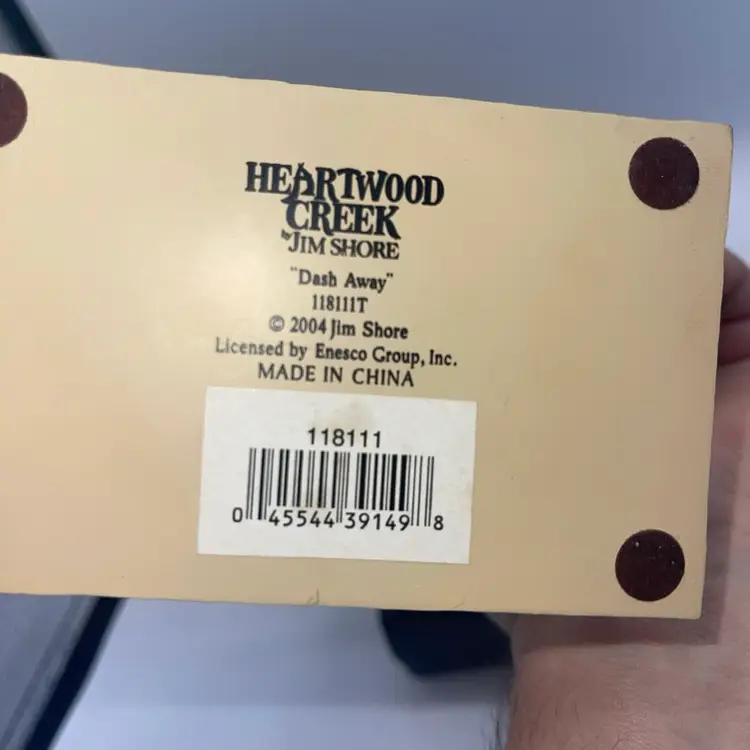 HEARTWOOD
CREEK
by JIM SHORE
"Dash Away"
118111T
© 2004 Jim Shore
Licensed by Enesco Group, Inc.
MADE IN CHINA
118111
0 45544 39149 8